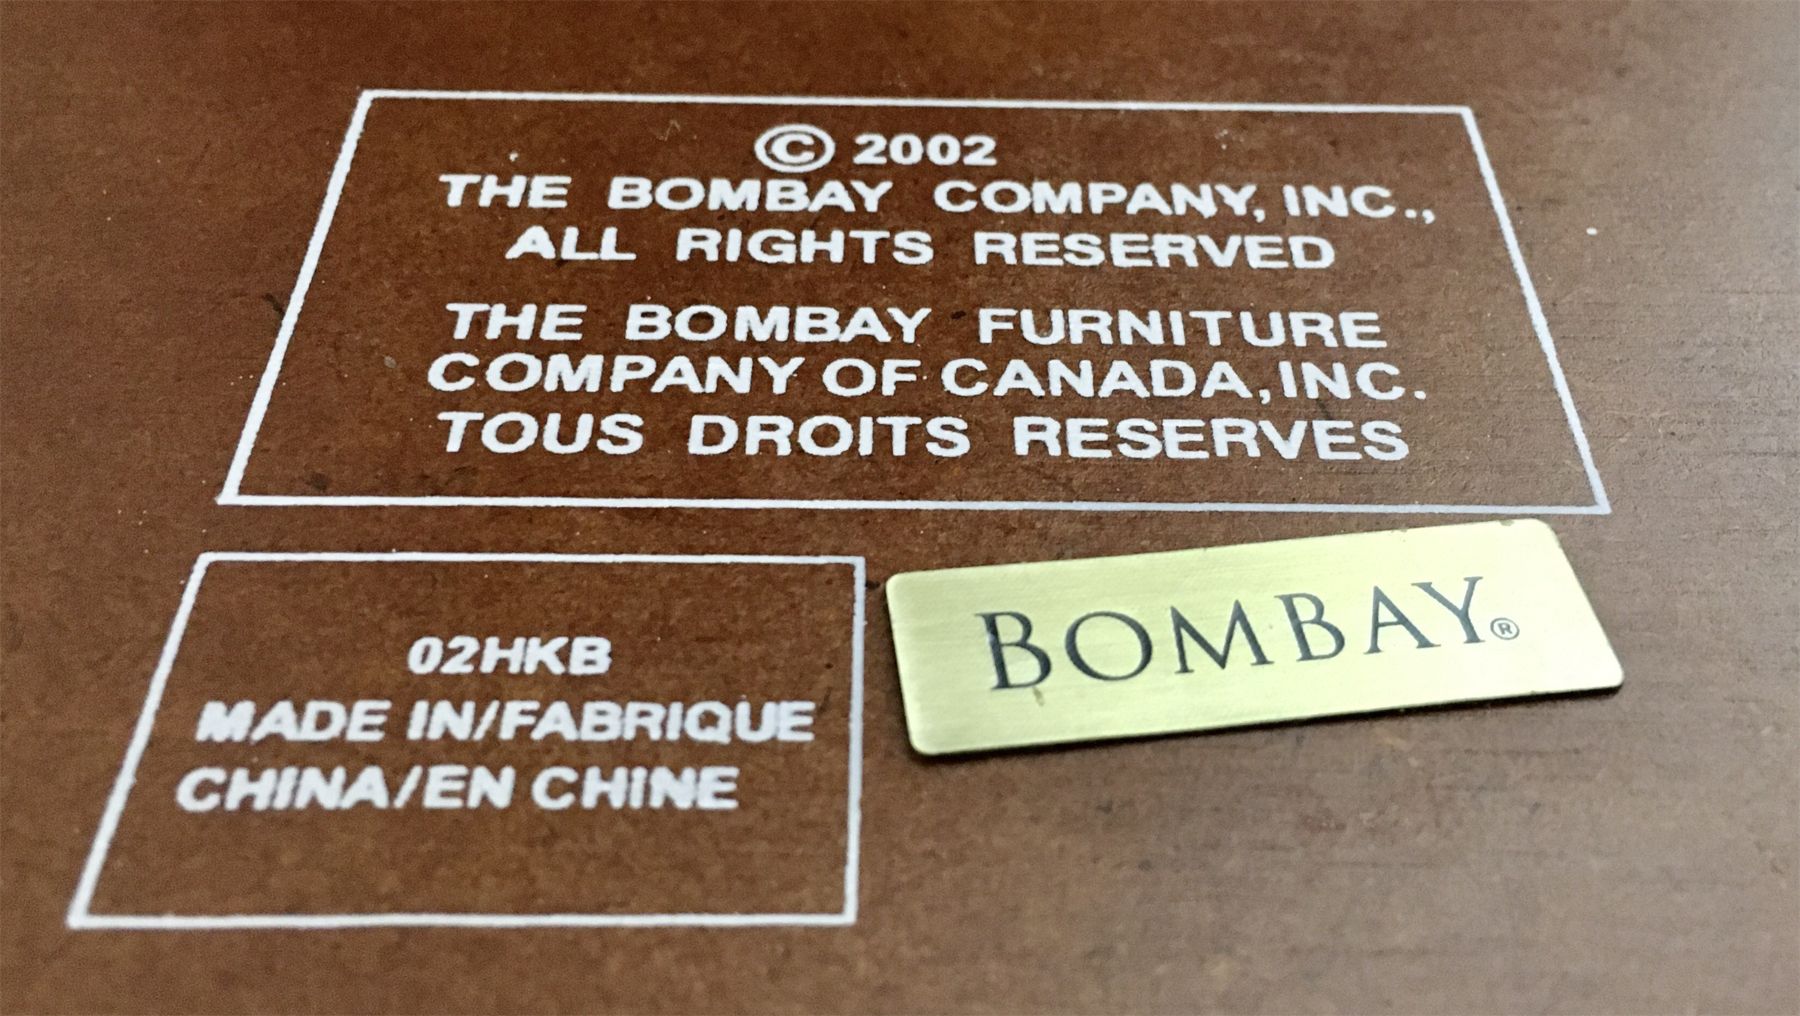 © 2002
THE BOMBAY COMPANY, INC.,
ALL RIGHTS RESERVED
THE BOMBAY FURNITURE
COMPANY OF CANADA, INC.
TOUS DROITS RESERVES
02HKB
MADE IN/FABRIQUE
CHINA/EN CHINE
BOMBAY®